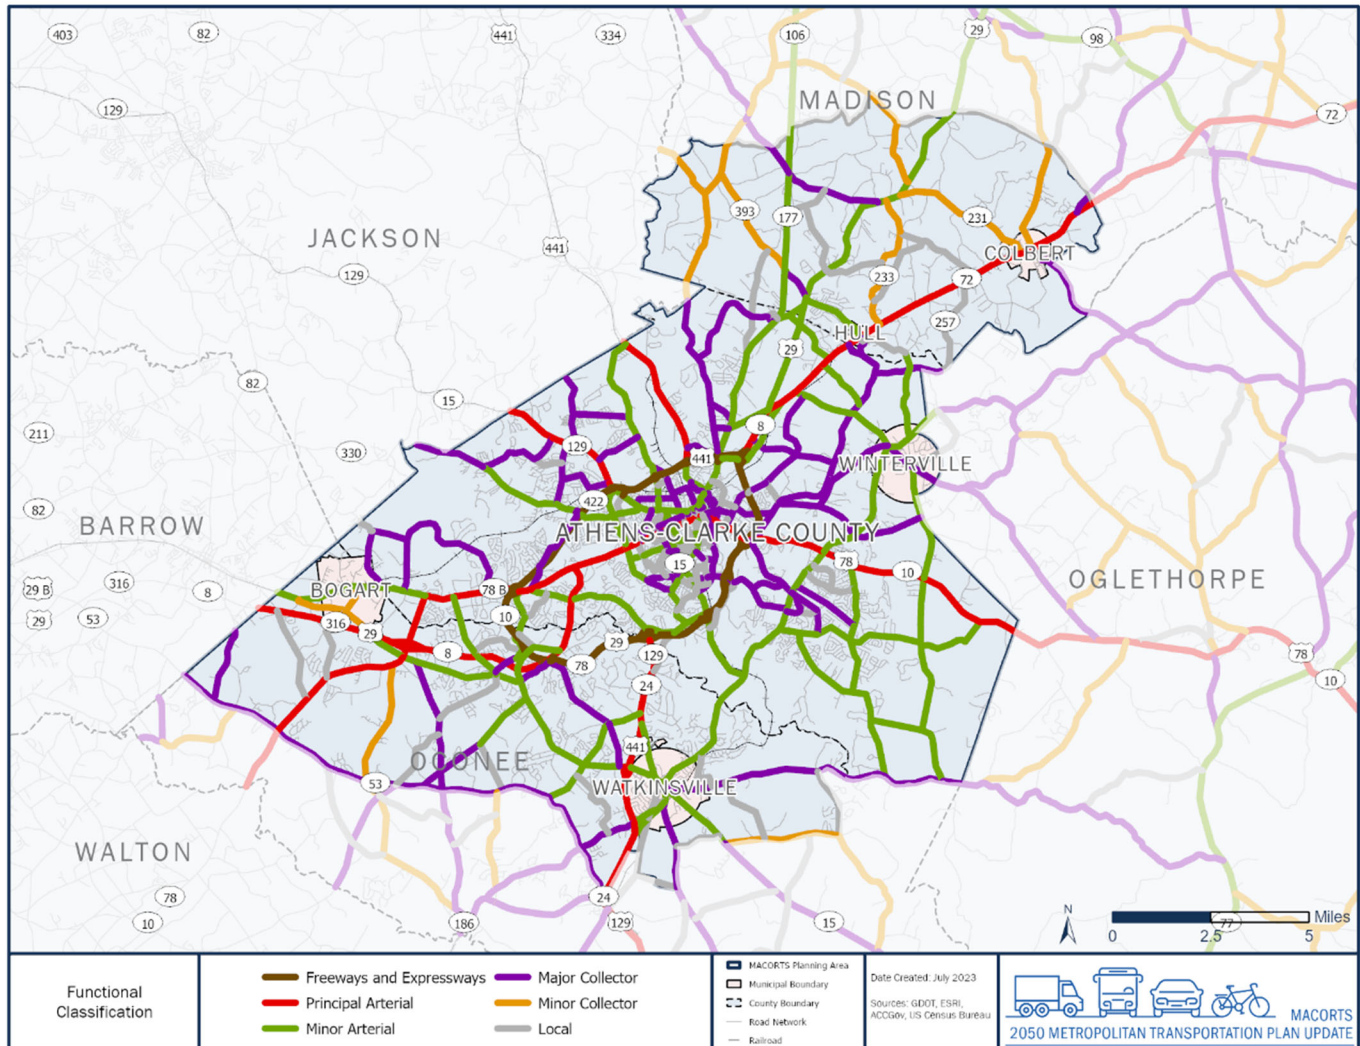 403
82
441
334
106
29
98
129
MADISON
72
393
177
231
JACKSON
441
129
COLBERT
233
72
257
HULL
29
82
15
211
330
129
8
441
WINTERVILLE
422
82
BARROW
ATHENS-CLARKE COUNTY
15
78
10
OGLETHORPE
316
29 B
8
BOGART
78 B
10
29
53
316
29
8
29
129
78
78
10
24
441
OCONEE
53
WATKINSVILLE
WALTON
78
10
24
186
129
15
77
N
Miles
0
2.5
5
Functional
Classification
Freeways and Expressways
Principal Arterial
Minor Arterial
Major Collector
Minor Collector
Local
MACORTS Planning Area
Municipal Boundary
County Boundary
Road Network
Railroad
Date Created: July 2023
Sources: GDOT, ESRI,
ACCGov, US Census Bureau
MACORTS
2050 METROPOLITAN TRANSPORTATION PLAN UPDATE